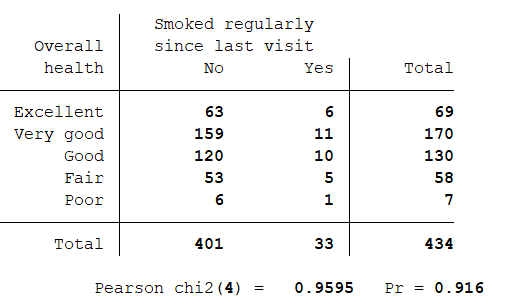 Smoked regularly
Overall since last visit
health No Yes Total
Excellent 63 6 69
Very good 159 11 170
Good 120 10 130
Fair 53 5 58
Poor 6 1 7
Total 401 33 434
Pearson chi2(4) = 0.9595 Pr = 0.916